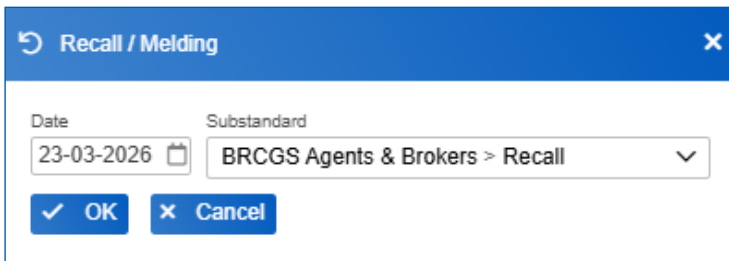 Recall / Melding
Date
Substandard
23-03-2026
BRCGS Agents & Brokers > Recall
OK
Cancel